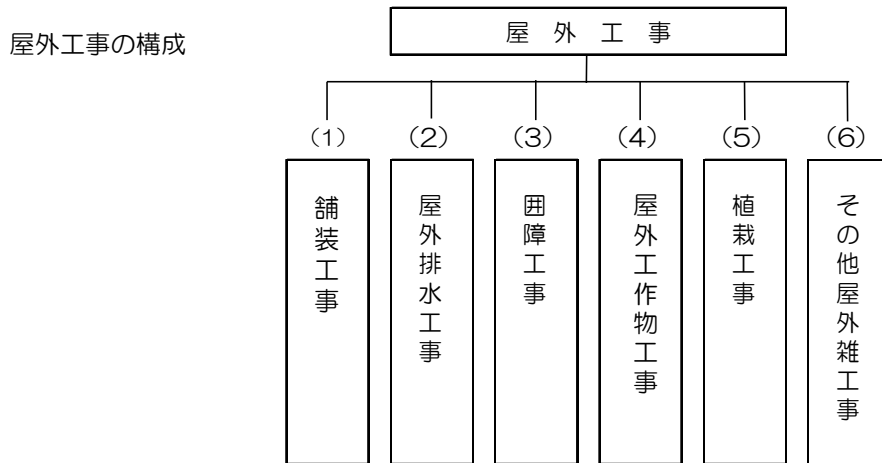 屋外工事の構成
屋外工事
(1)
(2)
(3)
(4)
(5)
(6)
舗装工事
屋外排水工事
囲障工事
屋外工作物工事
植栽工事
その他屋外雑工事